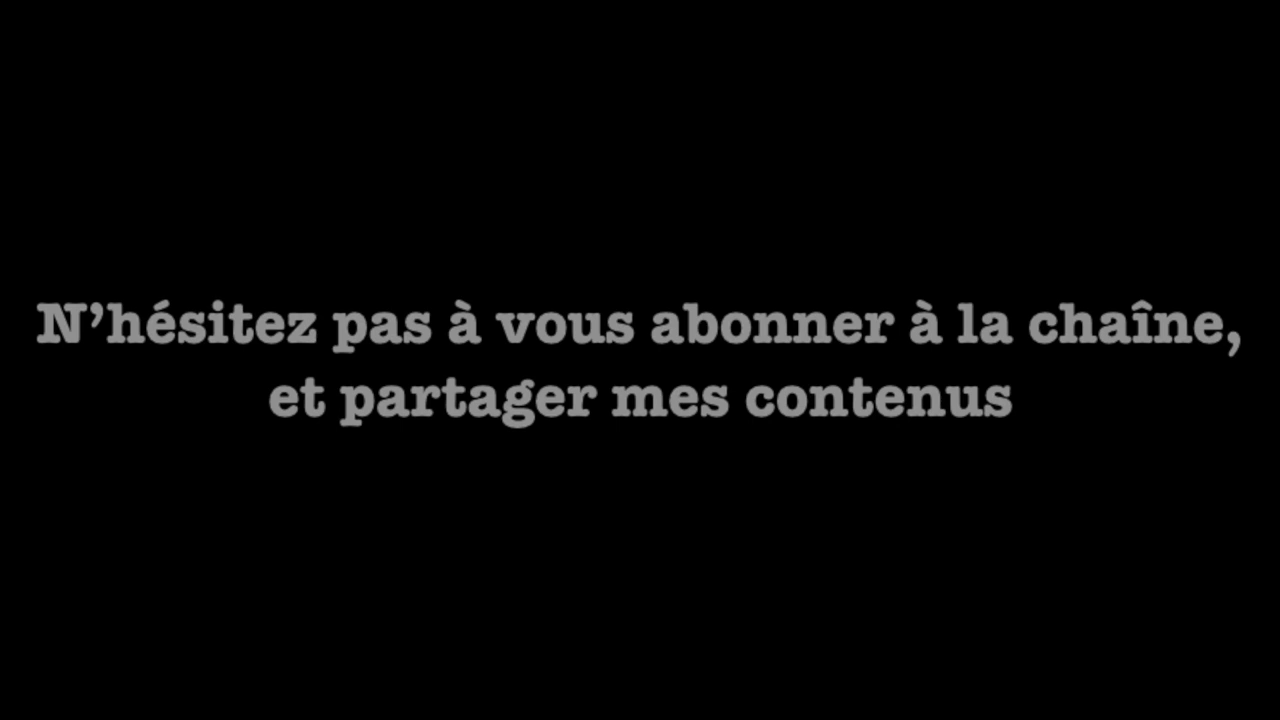 N’hésitez pas à vous abonner à la chaîne,
et partager mes contenus